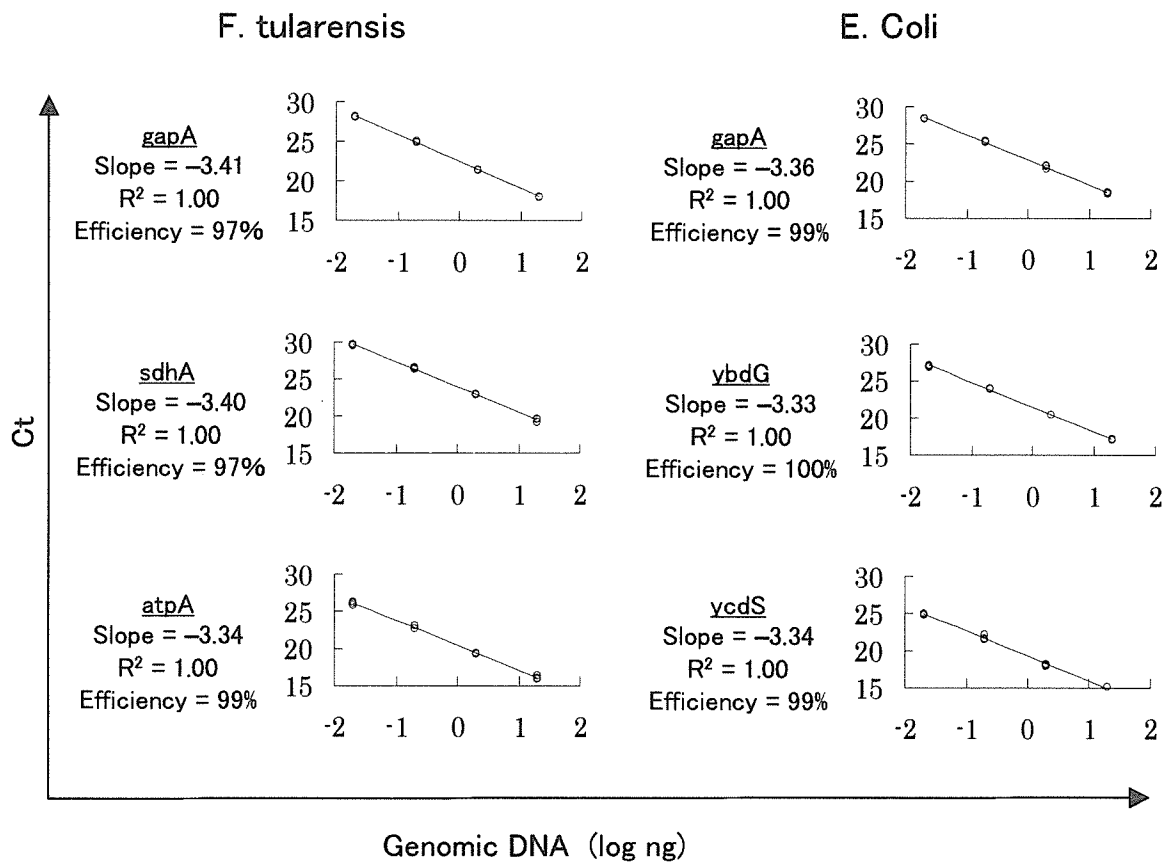 F. tularensis
E. Coli
Ct
gapA
Slope = –3.41
R² = 1.00
Efficiency = 97%
30
25
20
15
-2 -1 0 1 2
gapA
Slope = –3.36
R² = 1.00
Efficiency = 99%
30
25
20
15
-2 -1 0 1 2
sdhA
Slope = –3.40
R² = 1.00
Efficiency = 97%
30
25
20
15
-2 -1 0 1 2
ybdG
Slope = –3.33
R² = 1.00
Efficiency = 100%
30
25
20
15
-2 -1 0 1 2
atpA
Slope = –3.34
R² = 1.00
Efficiency = 99%
30
25
20
15
-2 -1 0 1 2
ycdS
Slope = –3.34
R² = 1.00
Efficiency = 99%
30
25
20
15
-2 -1 0 1 2
Genomic DNA (log ng)